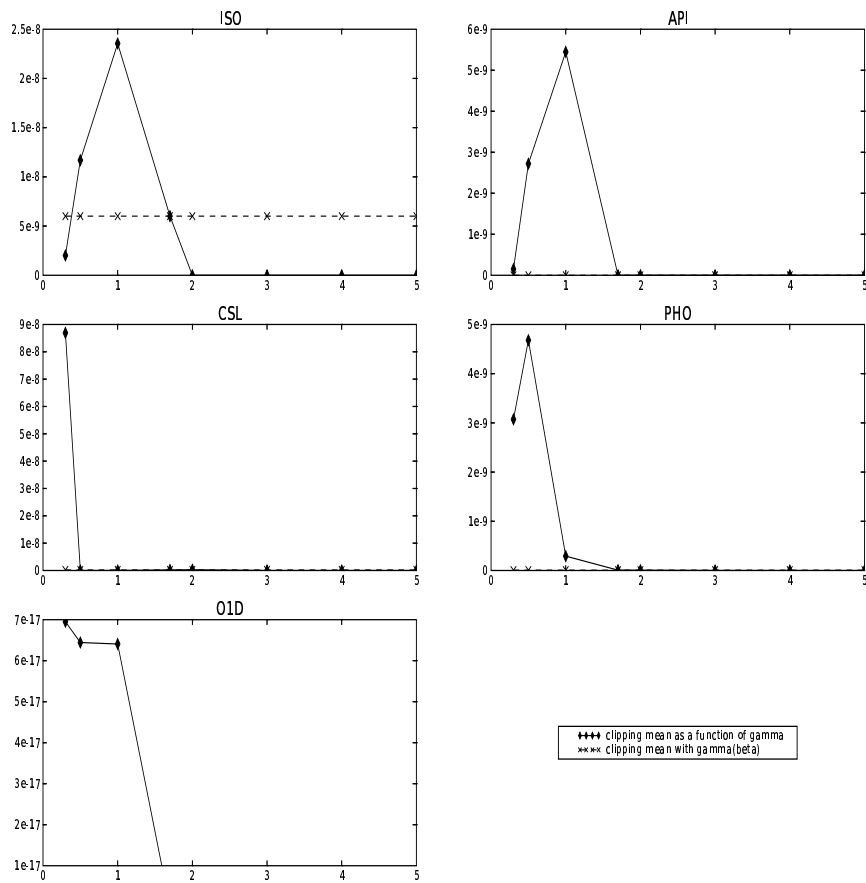 ISO
2.5e-8
2e-8
1.5e-8
1e-8
5e-9
0
0 1 2 3 4 5
API
6e-9
5e-9
4e-9
3e-9
2e-9
1e-9
0
0 1 2 3 4 5
CSL
9e-8
8e-8
7e-8
6e-8
5e-8
4e-8
3e-8
2e-8
1e-8
0
0 1 2 3 4 5
PHO
5e-9
4e-9
3e-9
2e-9
1e-9
0
0 1 2 3 4 5
O1D
7e-17
6e-17
5e-17
4e-17
3e-17
2e-17
1e-17
0 1 2 3 4 5
clipping mean as a function of gamma
clipping mean with gamma(beta)